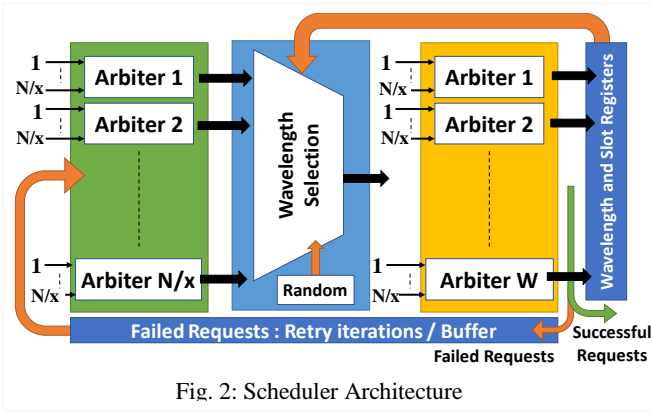 1
N/x
Arbiter 1
1
N/x
Arbiter 2
1
N/x
Arbiter N/x
Wavelength
Selection
Random
1
N/x
Arbiter 1
1
N/x
Arbiter 2
1
N/x
Arbiter W
Wavelength and Slot Registers
Failed Requests : Retry iterations / Buffer
Failed Requests
Successful
Requests
Fig. 2: Scheduler Architecture